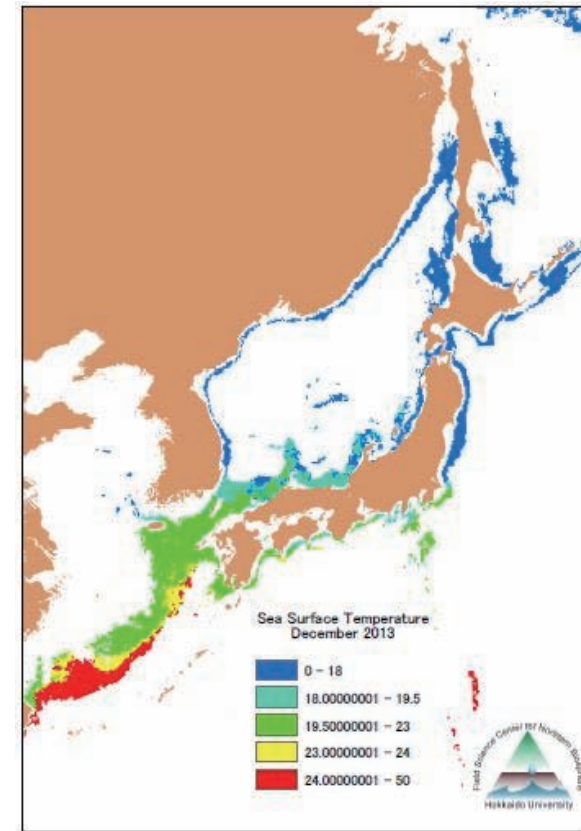 Sea Surface Temperature
December 2013
0 - 18
18.00000001 - 19.5
19.50000001 - 23
23.00000001 - 24
24.00000001 - 50
Field Science Center for Northern Biosphere
Hokkaido University